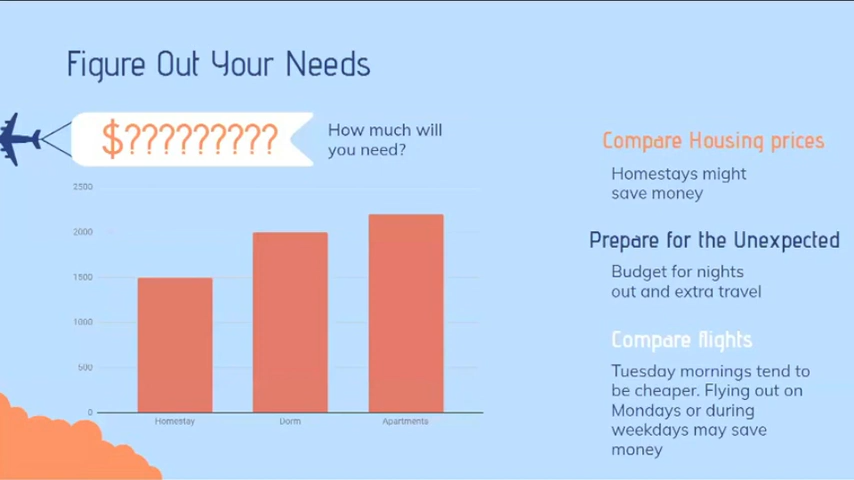 Figure Out Your Needs
$?????????
How much will
you need?
2500
2000
1500
1000
500
0
Homestay
Dorm
Apartments
Compare Housing prices
Homestays might
save money
Prepare for the Unexpected
Budget for nights
out and extra travel
Compare flights
Tuesday mornings tend to
be cheaper. Flying out on
Mondays or during
weekdays may save
money